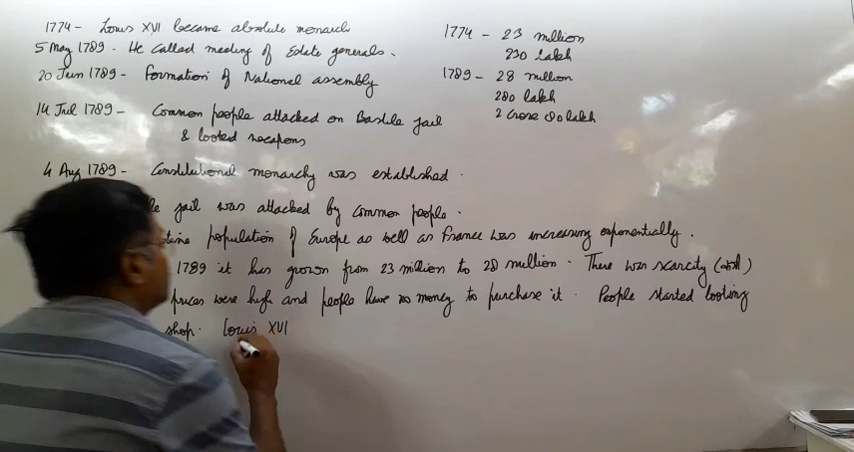 1774 - Louis XVI became absolute monarch
5 May 1789 - He called meeting of Estate generals.
20 Jun 1789 - Formation of National assembly
14 Jul 1789 - Common people attacked on Bastile jail
& looted weapons
4 Aug 1789 - Constitutional monarchy was established.
1774 - 23 million
230 lakh
1789 - 28 million
280 lakh
2 Crore 80 lakh
jail was attacked by common people.
population of Europe as well as France was increasing exponentially.
1789 it has grown from 23 million to 28 million. There was scarcity
prices were high and people have no money to purchase it. People started looting
shop. Louis XVI